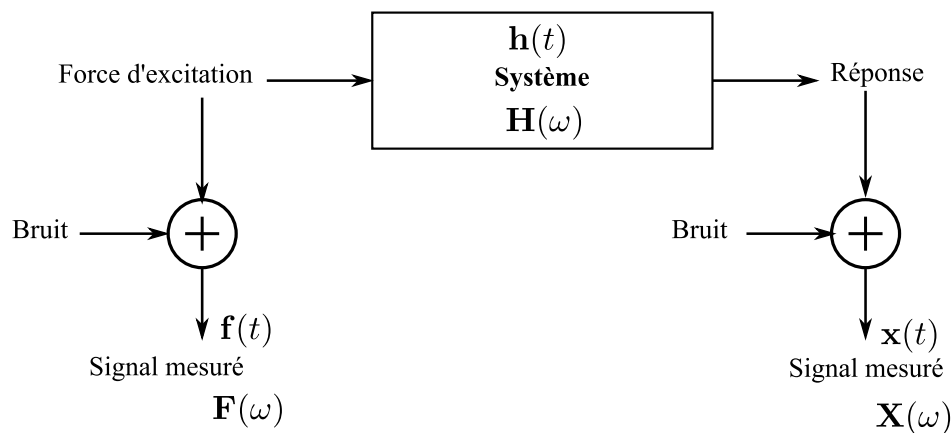 h(t)
Force d'excitation
Système
Réponse
H(ω)
Bruit
+
Bruit
+
f(t)
Signal mesuré
F(ω)
x(t)
Signal mesuré
X(ω)